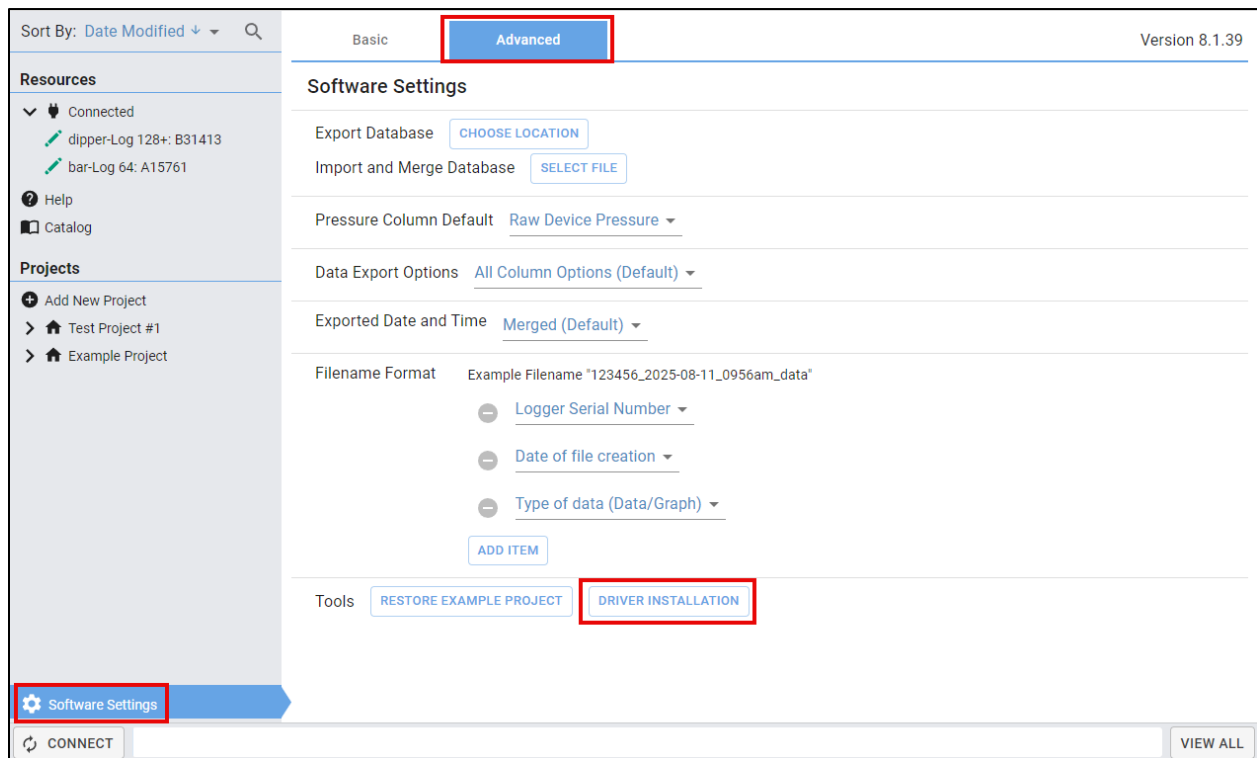 Sort By: Date Modified
Basic
Advanced
Version 8.1.39
Resources
Connected
dipper-Log 128+: B31413
bar-Log 64: A15761
Help
Catalog
Projects
Add New Project
Test Project #1
Example Project
Software Settings
CONNECT
Software Settings
Export Database CHOOSE LOCATION
Import and Merge Database SELECT FILE
Pressure Column Default Raw Device Pressure
Data Export Options All Column Options (Default)
Exported Date and Time Merged (Default)
Filename Format Example Filename "123456_2025-08-11_0956am_data"
Logger Serial Number
Date of file creation
Type of data (Data/Graph)
ADD ITEM
Tools RESTORE EXAMPLE PROJECT DRIVER INSTALLATION
VIEW ALL